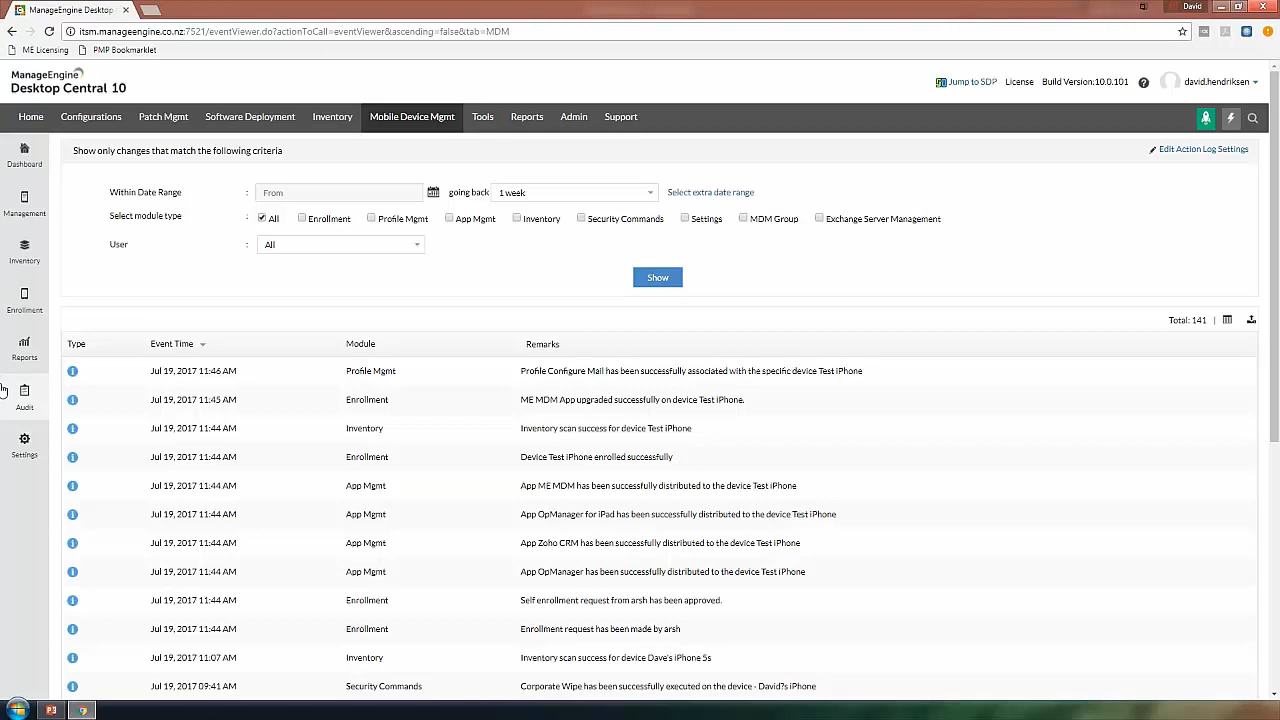 ManageEngine Desktop
David
itsm.manageengine.co.nz:7521/eventViewer.do?actionToCall=eventViewer&ascending=false&tab=MDM
ME Licensing PMP Bookmarklet
ManageEngine
Desktop Central 10
Jump to SDP License Build Version:10.0.101 david.hendriksen
Home Configurations Patch Mgmt Software Deployment Inventory Mobile Device Mgmt Tools Reports Admin Support
Dashboard
Management
Inventory
Enrollment
Reports
Audit
Settings
Show only changes that match the following criteria
Edit Action Log Settings
Within Date Range : From going back 1 week Select extra date range
Select module type : All Enrollment Profile Mgmt App Mgmt Inventory Security Commands Settings MDM Group Exchange Server Management
User : All
Show
Total: 141 |
Type Event Time Module Remarks
Jul 19, 2017 11:46 AM Profile Mgmt Profile Configure Mail has been successfully associated with the specific device Test iPhone
Jul 19, 2017 11:45 AM Enrollment ME MDM App upgraded successfully on device Test iPhone.
Jul 19, 2017 11:44 AM Inventory Inventory scan success for device Test iPhone
Jul 19, 2017 11:44 AM Enrollment Device Test iPhone enrolled successfully
Jul 19, 2017 11:44 AM App Mgmt App ME MDM has been successfully distributed to the device Test iPhone
Jul 19, 2017 11:44 AM App Mgmt App OpManager for iPad has been successfully distributed to the device Test iPhone
Jul 19, 2017 11:44 AM App Mgmt App Zoho CRM has been successfully distributed to the device Test iPhone
Jul 19, 2017 11:44 AM App Mgmt App OpManager has been successfully distributed to the device Test iPhone
Jul 19, 2017 11:44 AM Enrollment Self enrollment request from arsh has been approved.
Jul 19, 2017 11:44 AM Enrollment Enrollment request has been made by arsh
Jul 19, 2017 11:07 AM Inventory Inventory scan success for device Dave's iPhone 5s
Jul 19, 2017 09:41 AM Security Commands Corporate Wipe has been successfully executed on the device - David?s iPhone